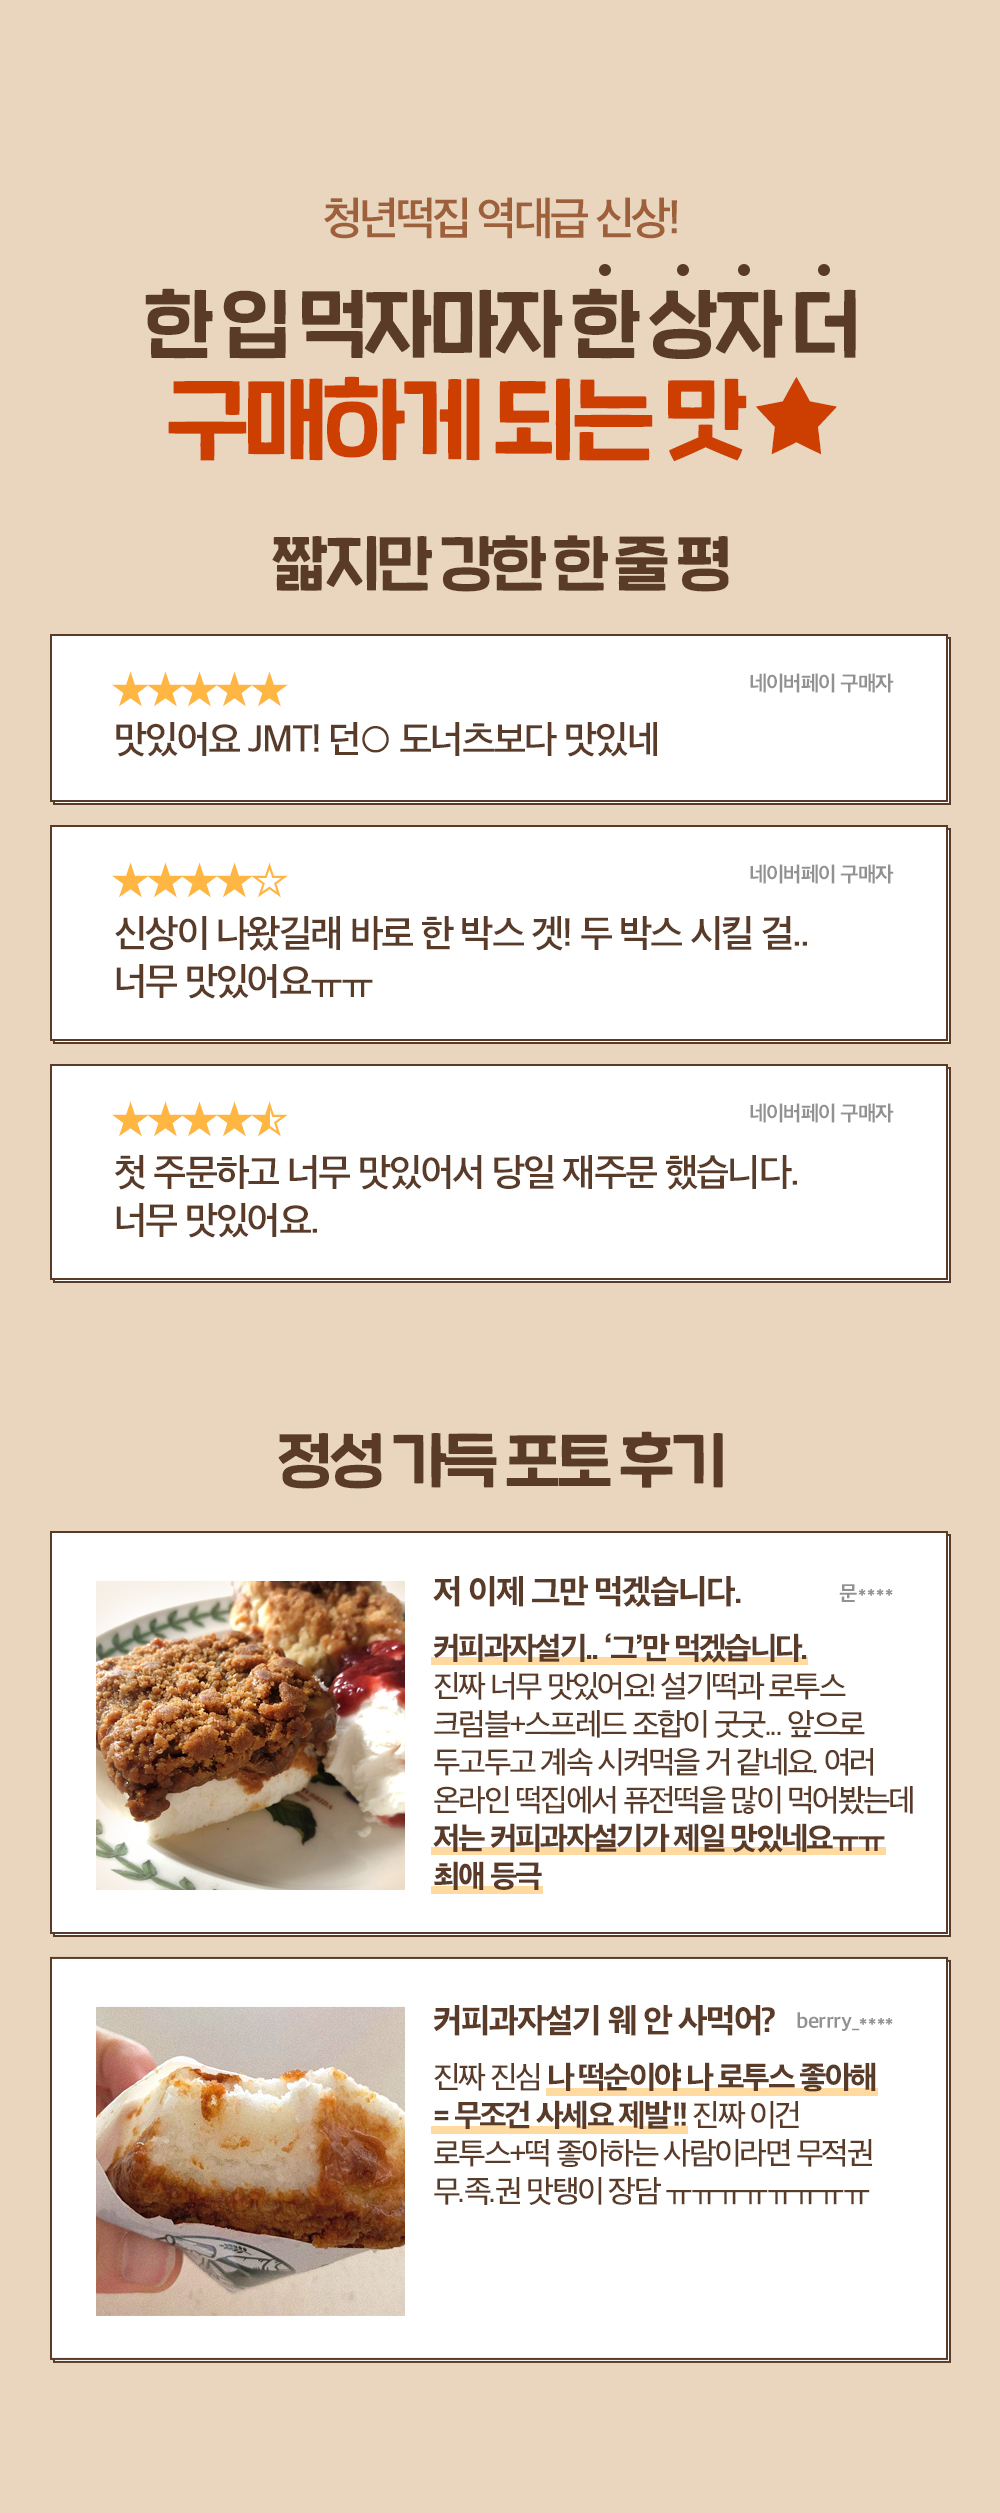 청년떡집 역대급 신상!
한 입 먹자마자 한 상자 더
구매하게 되는 맛★
짧지만 강한 한 줄 평
★★★★★ 네이버페이 구매자
맛있어요 JMT! 던○ 도너츠보다 맛있네
★★★★☆ 네이버페이 구매자
신상이 나왔길래 바로 한 박스 겟! 두 박스 시킬 걸..
너무 맛있어요ㅠㅠ
네이버페이 구매자
첫 주문하고 너무 맛있어서 당일 재주문 했습니다.
너무 맛있어요.
정성 가득 포토 후기
저 이제 그만 먹겠습니다. 문****
커피과자설기.. ‘그’만 먹겠습니다.
진짜 너무 맛있어요! 설기떡과 로투스
크럼블+스프레드 조합이 굿굿... 앞으로
두고두고 계속 시켜먹을 거 같네요. 여러
온라인 떡집에서 퓨전떡을 많이 먹어봤는데
저는 커피과자설기가 제일 맛있네요ㅠㅠ
최애 등극
커피과자설기 웨 안 사먹어? berrry_****
진짜 진심 나 떡순이야 나 로투스 좋아해
= 무조건 사세요 제발!! 진짜 이건
로투스+떡 좋아하는 사람이라면 무적권
무.족.권 맛탱이 장담 ㅠㅠㅠㅠㅠㅠㅠㅠ